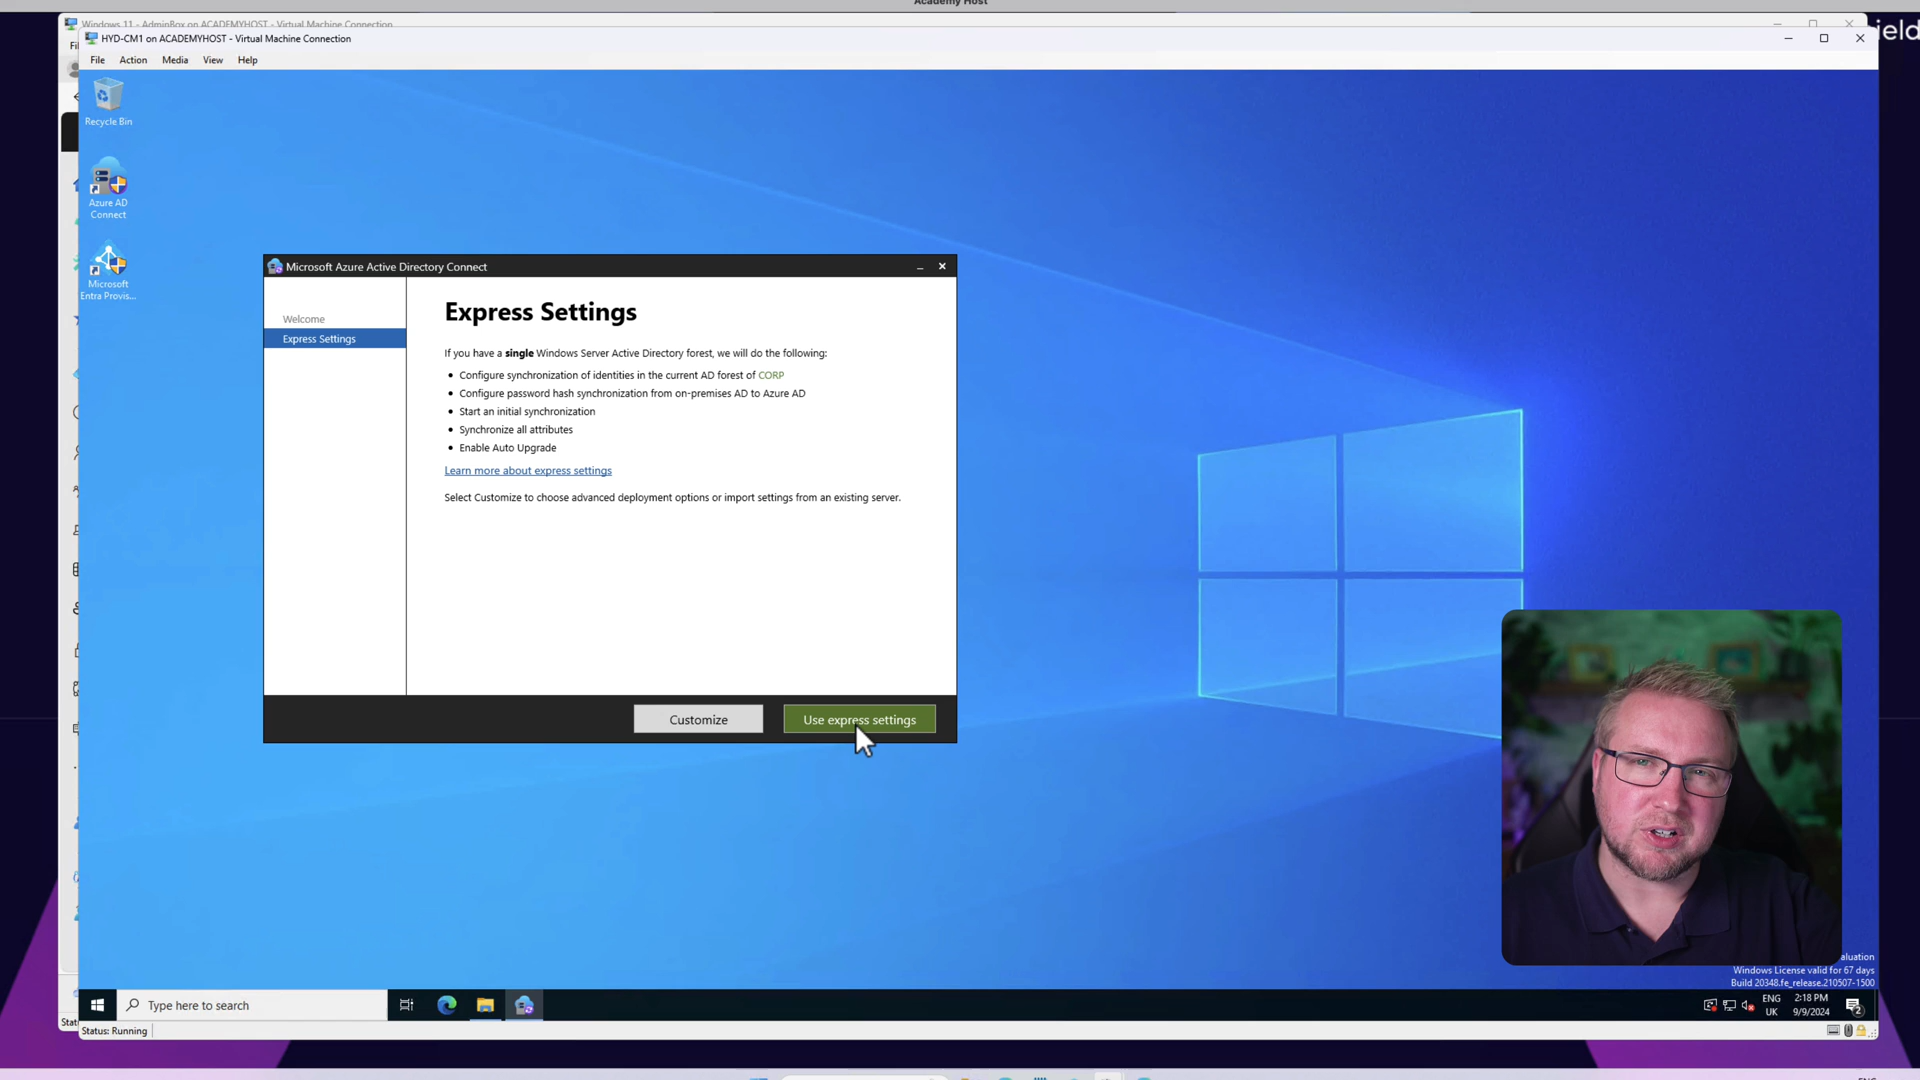 Academy Host
Windows 11 - AdminBox on ACADEMYHOST - Virtual Machine Connection
ield
HYD-CM1 on ACADEMYHOST - Virtual Machine Connection
File Action Media View Help
Recycle Bin
Azure AD
Connect
Microsoft
Entra Provis...
Microsoft Azure Active Directory Connect
Welcome
Express Settings
Express Settings
If you have a single Windows Server Active Directory forest, we will do the following:
• Configure synchronization of identities in the current AD forest of CORP
• Configure password hash synchronization from on-premises AD to Azure AD
• Start an initial synchronization
• Synchronize all attributes
• Enable Auto Upgrade
Learn more about express settings
Select Customize to choose advanced deployment options or import settings from an existing server.
Customize
Use express settings
aluation
Windows License valid for 67 days
Build 20348.fe_release.210507-1500
Type here to search
ENG
UK
2:18 PM
9/9/2024
2
Stat
Status: Running